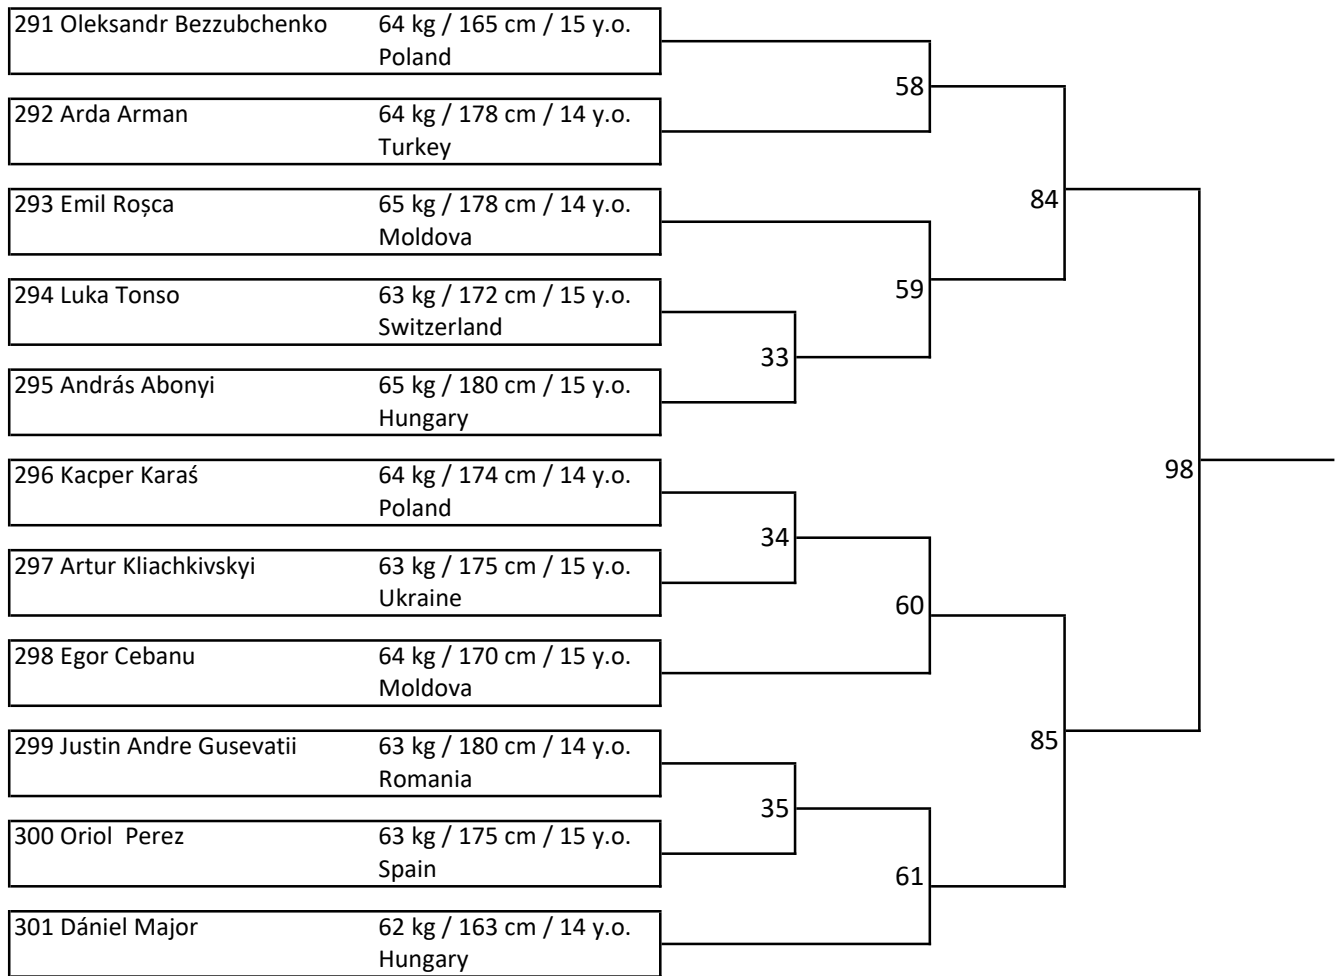 291 Oleksandr Bezzubchenko 64 kg / 165 cm / 15 y.o.
Poland
58
292 Arda Arman 64 kg / 178 cm / 14 y.o.
Turkey
293 Emil Roșca 65 kg / 178 cm / 14 y.o.
84
Moldova
294 Luka Tonso 63 kg / 172 cm / 15 y.o.
59
Switzerland
33
295 András Abonyi 65 kg / 180 cm / 15 y.o.
Hungary
296 Kacper Karaś 64 kg / 174 cm / 14 y.o.
98
Poland
34
297 Artur Kliachkivskyi 63 kg / 175 cm / 15 y.o.
Ukraine
60
298 Egor Cebanu 64 kg / 170 cm / 15 y.o.
Moldova
299 Justin Andre Gusevatii 63 kg / 180 cm / 14 y.o.
85
Romania
35
300 Oriol  Perez 63 kg / 175 cm / 15 y.o.
Spain
61
301 Dániel Major 62 kg / 163 cm / 14 y.o.
Hungary